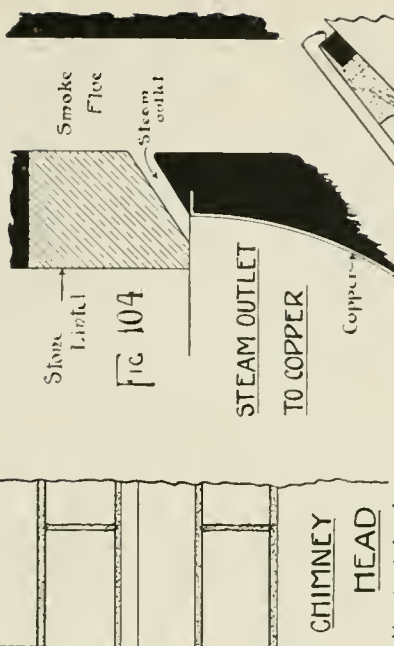 Smoke
Flue
Steam
outlet
Stone
Lintel
FIG 104
STEAM OUTLET
TO COPPER
Copper
CHIMNEY
HEAD